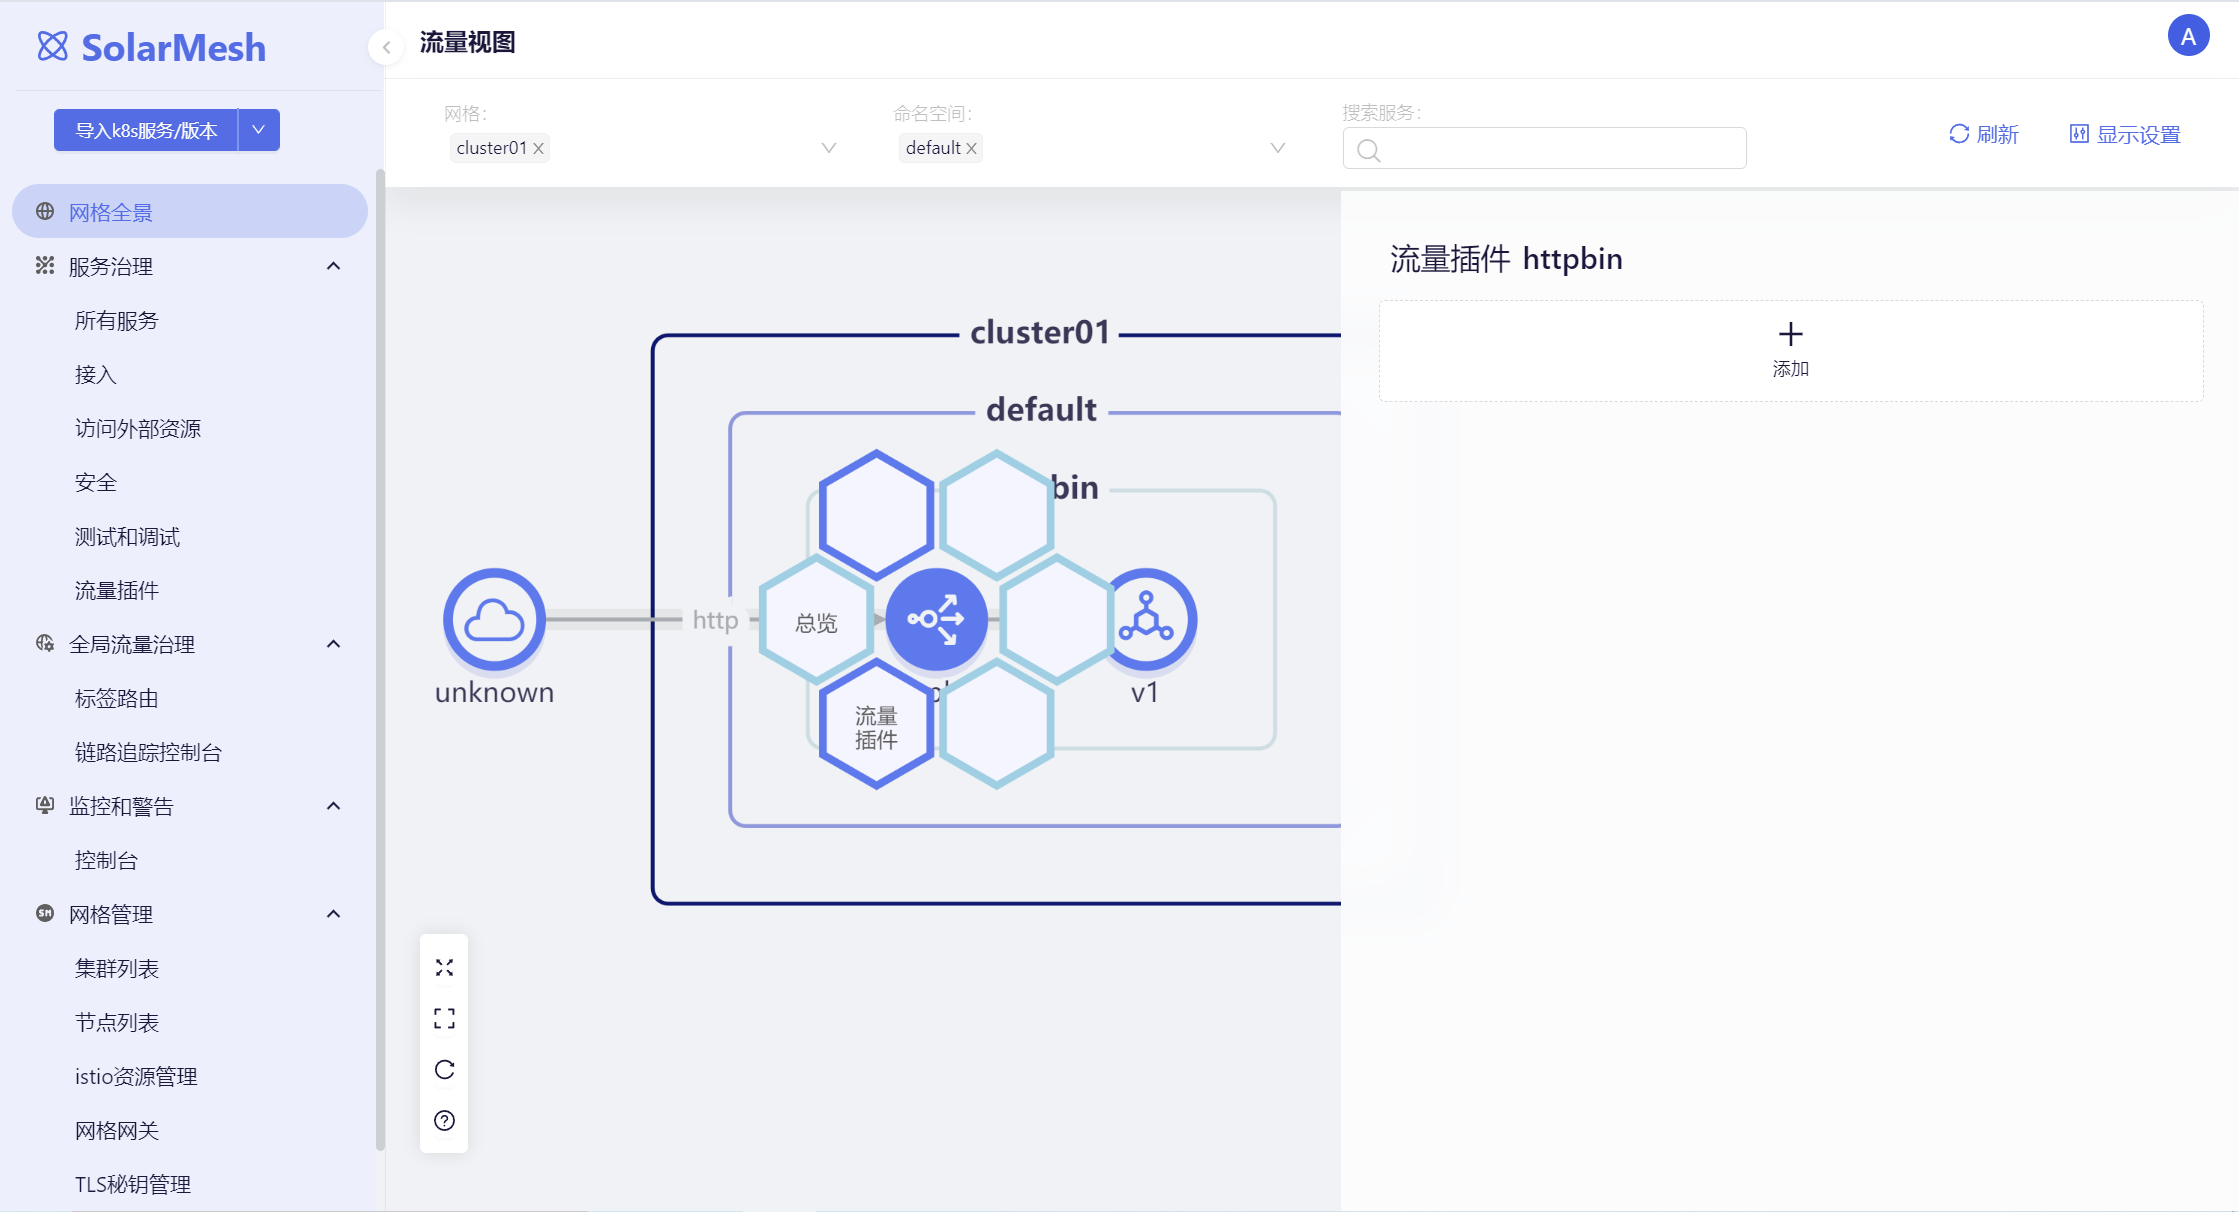 SolarMesh
流量视图
A
导入k8s服务/版本
网格:
cluster01
命名空间:
default
搜索服务:
刷新
显示设置
网格全景
服务治理
所有服务
接入
访问外部资源
安全
测试和调试
流量插件
全局流量治理
标签路由
链路追踪控制台
监控和警告
控制台
SM
网格管理
集群列表
节点列表
istio资源管理
网格网关
TLS秘钥管理
cluster01
default
bin
http
总览
unknown
v1
流量
插件
流量插件 httpbin
添加